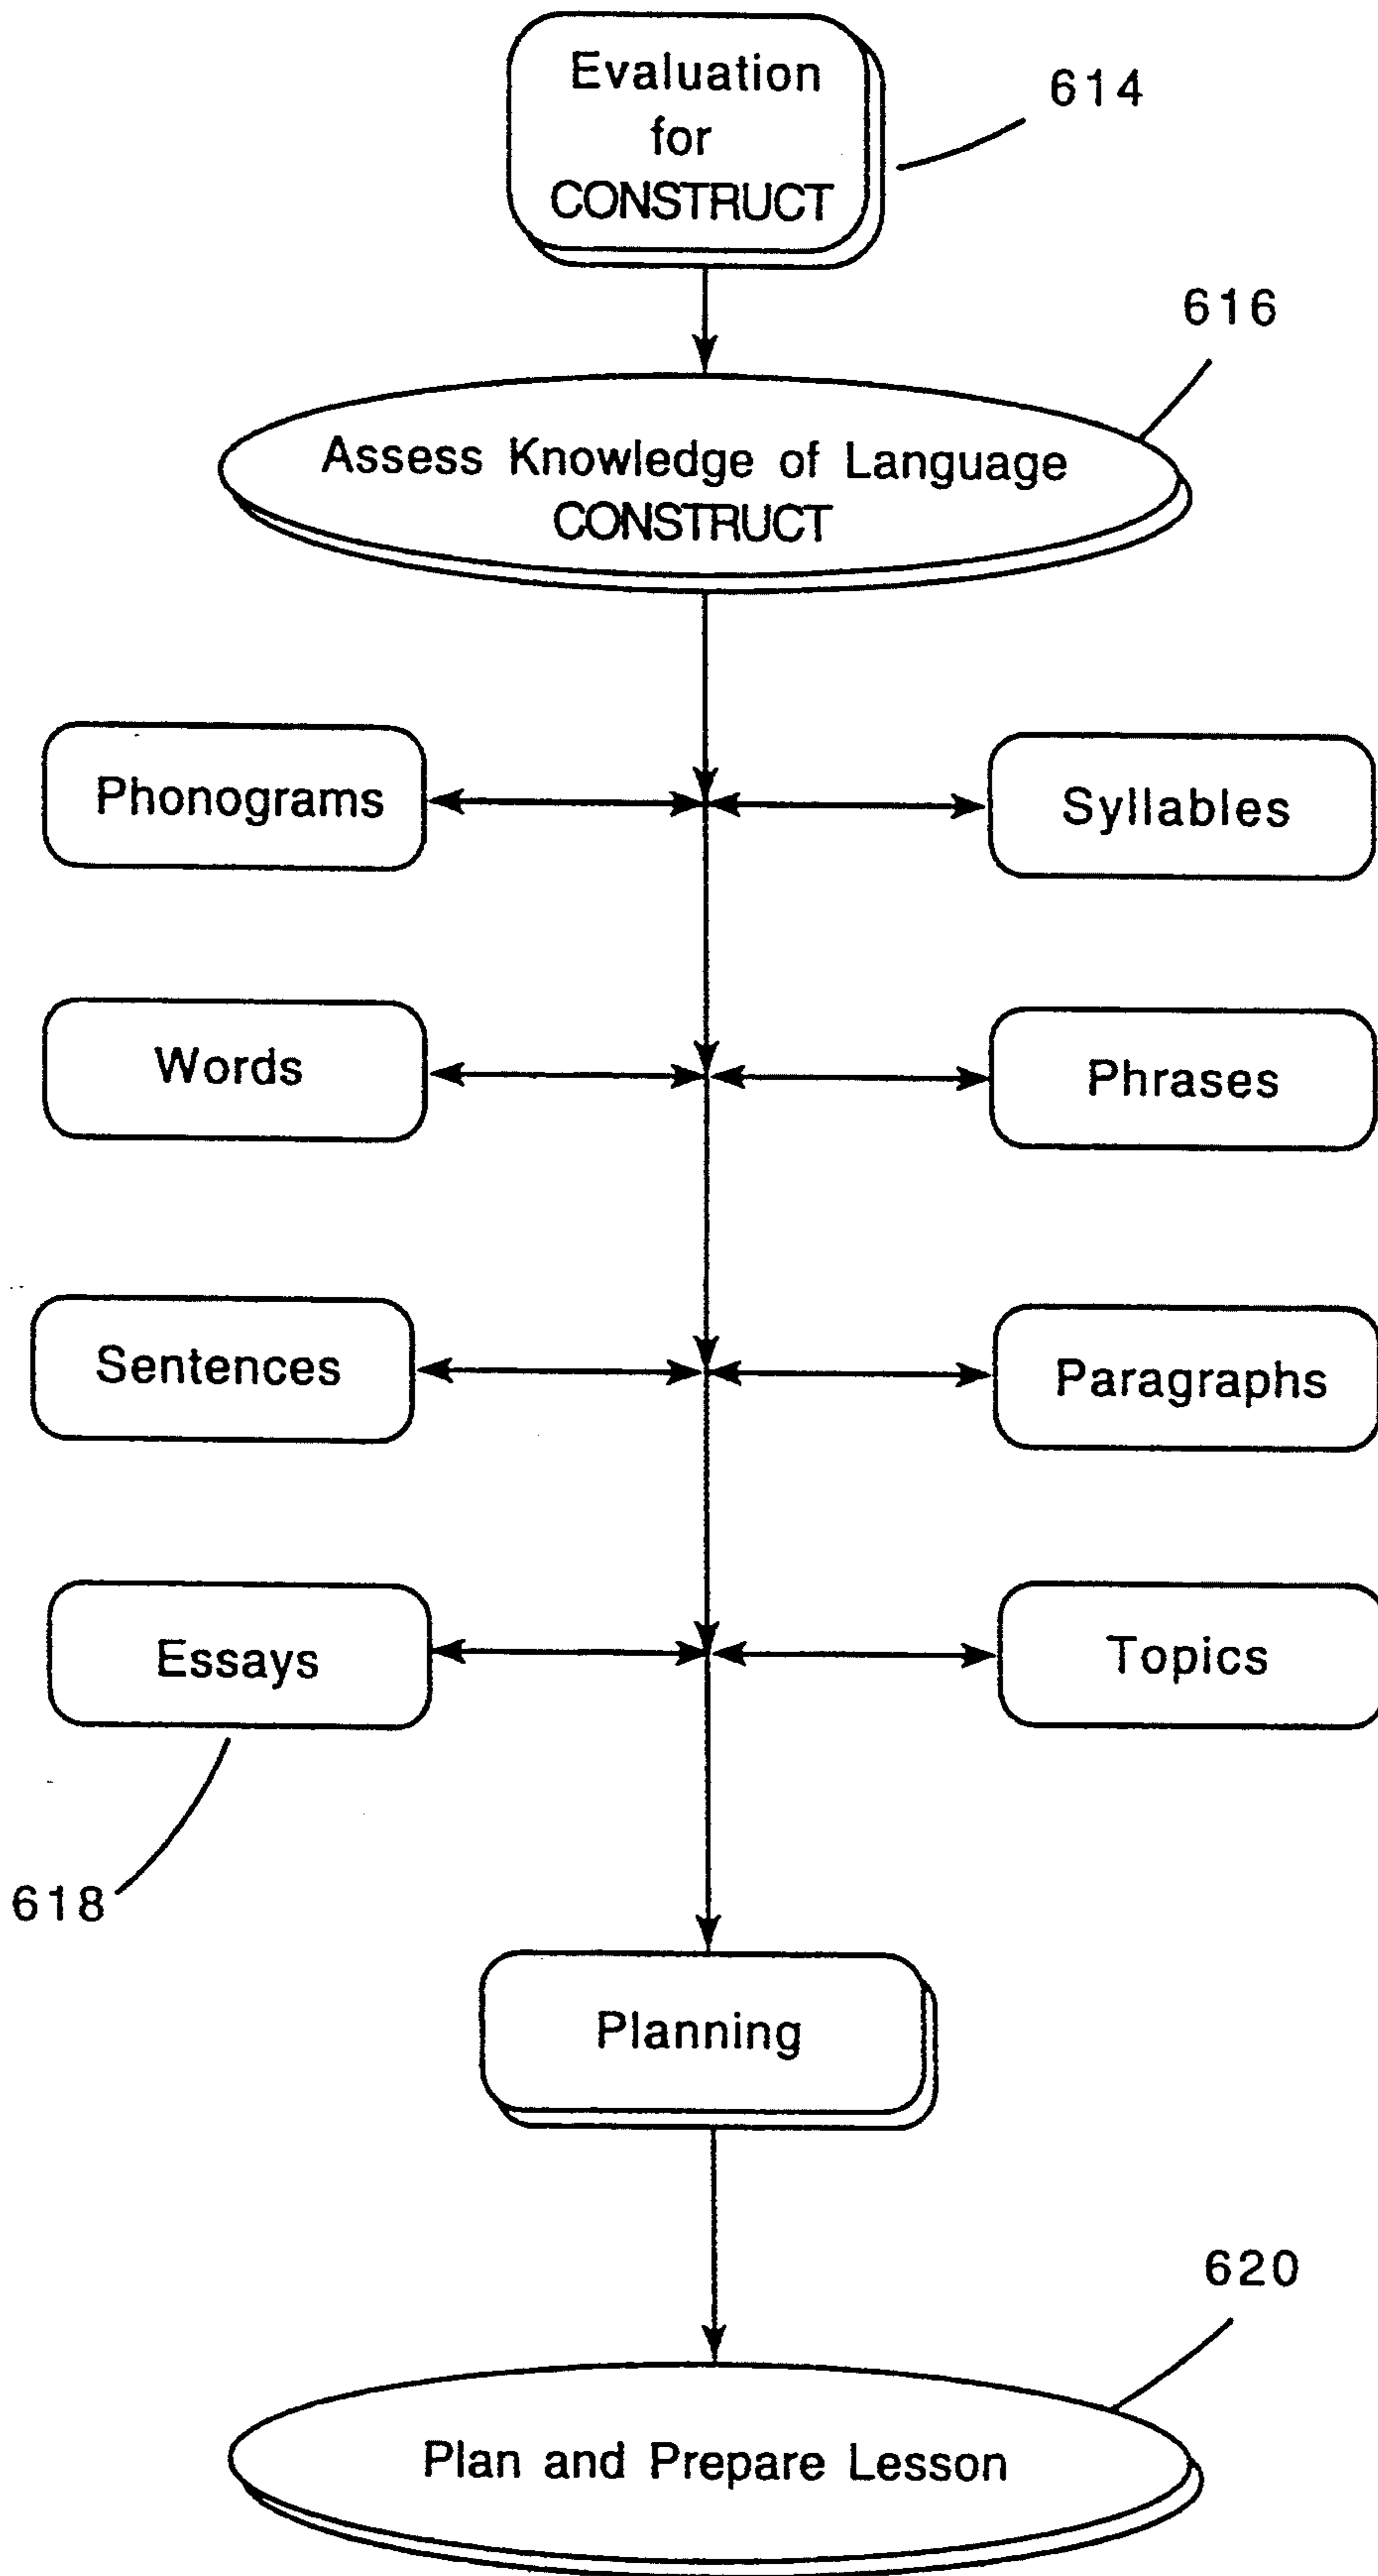 Evaluation
for
CONSTRUCT
614
616
Assess Knowledge of Language
CONSTRUCT
Phonograms
Syllables
Words
Phrases
Sentences
Paragraphs
Essays
Topics
618
Planning
620
Plan and Prepare Lesson